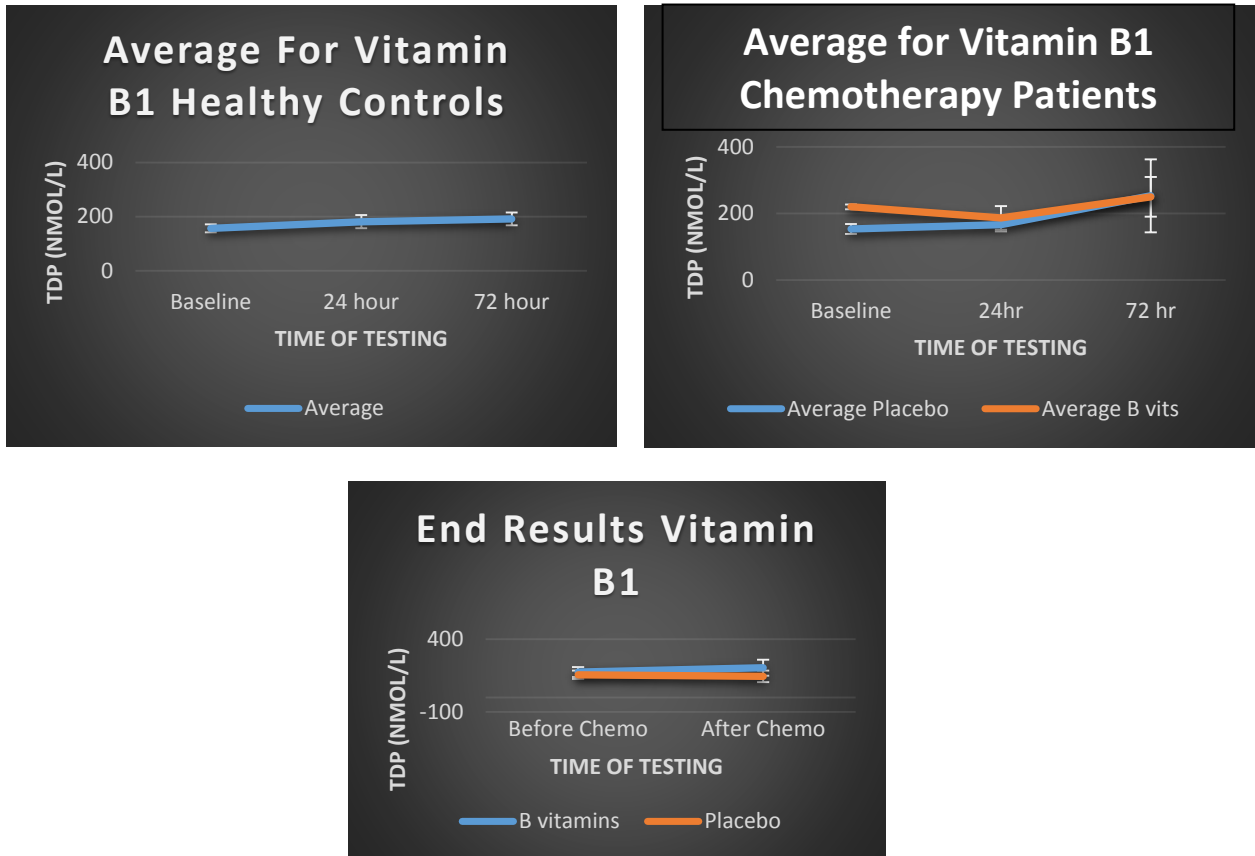 Average For Vitamin
B1 Healthy Controls
TDP (NMOL/L)
400
200
0
Baseline 24 hour 72 hour
TIME OF TESTING
Average
Average for Vitamin B1
Chemotherapy Patients
TDP (NMOL/L)
400
200
0
Baseline 24hr 72 hr
TIME OF TESTING
Average Placebo Average B vits
End Results Vitamin
B1
TDP (NMOL/L)
400
-100
Before Chemo After Chemo
TIME OF TESTING
B vitamins Placebo